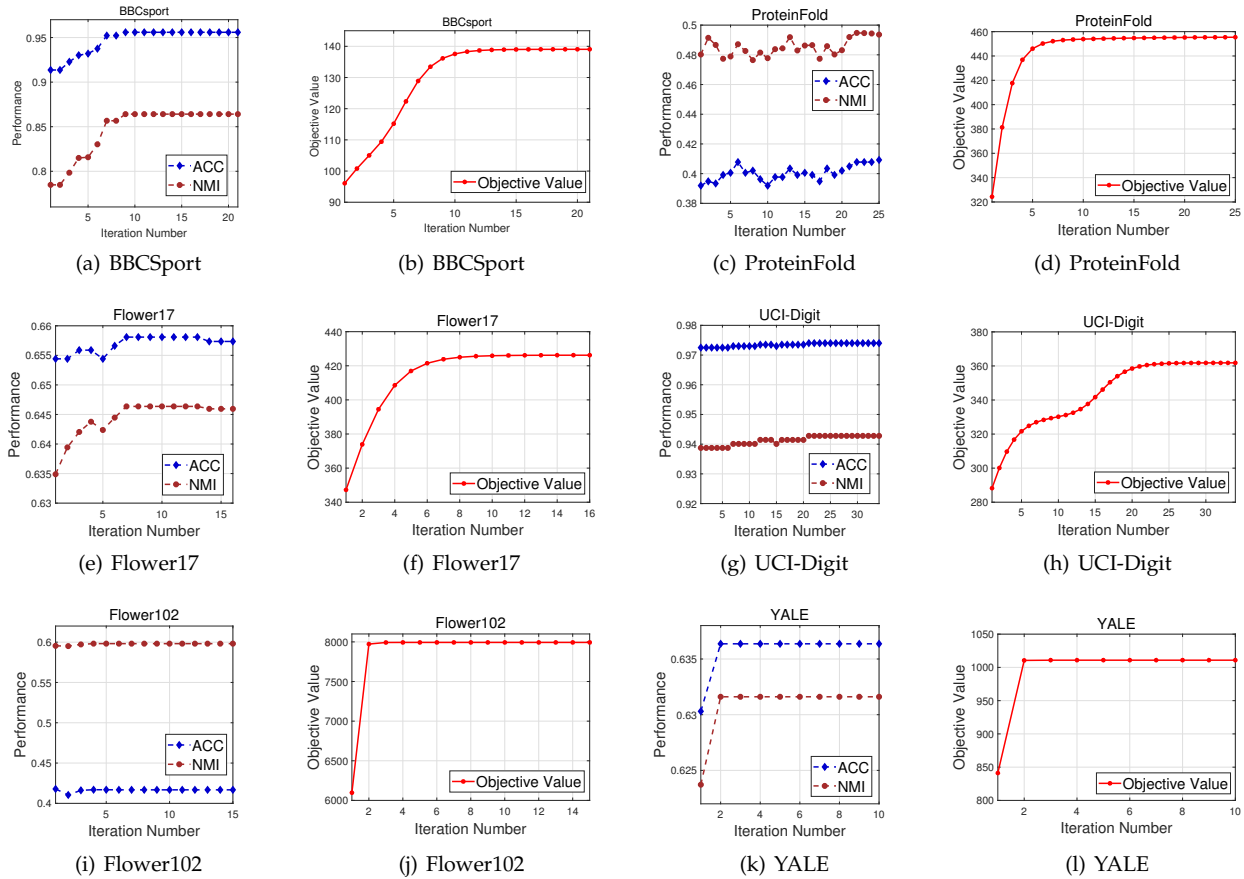 BBCsport
Performance
0.95
0.9
0.85
0.8
ACC
NMI
5 10 15 20
Iteration Number
(a) BBCSport
BBCsport
Objective Value
140
130
120
110
100
90
Objective Value
5 10 15 20
Iteration Number
(b) BBCSport
ProteinFold
Performance
0.5
0.48
0.46
0.44
0.42
0.4
0.38
ACC
NMI
5 10 15 20 25
Iteration Number
(c) ProteinFold
ProteinFold
Objective Value
460
440
420
400
380
360
340
320
Objective Value
5 10 15 20 25
Iteration Number
(d) ProteinFold
Flower17
Performance
0.66
0.655
0.65
0.645
0.64
0.635
0.63
ACC
NMI
5 10 15
Iteration Number
(e) Flower17
Flower17
Objective Value
440
420
400
380
360
340
Objective Value
2 4 6 8 10 12 14 16
Iteration Number
(f) Flower17
UCI-Digit
Performance
0.98
0.97
0.96
0.95
0.94
0.93
0.92
ACC
NMI
5 10 15 20 25 30
Iteration Number
(g) UCI-Digit
UCI-Digit
Objective Value
380
360
340
320
300
280
Objective Value
5 10 15 20 25 30
Iteration Number
(h) UCI-Digit
Flower102
Performance
0.6
0.55
0.5
0.45
0.4
ACC
NMI
5 10 15
Iteration Number
(i) Flower102
Flower102
Objective Value
8000
7500
7000
6500
6000
Objective Value
2 4 6 8 10 12 14
Iteration Number
(j) Flower102
YALE
Performance
0.635
0.63
0.625
ACC
NMI
2 4 6 8 10
Iteration Number
(k) YALE
YALE
Objective Value
1050
1000
950
900
850
800
Objective Value
2 4 6 8 10
Iteration Number
(l) YALE